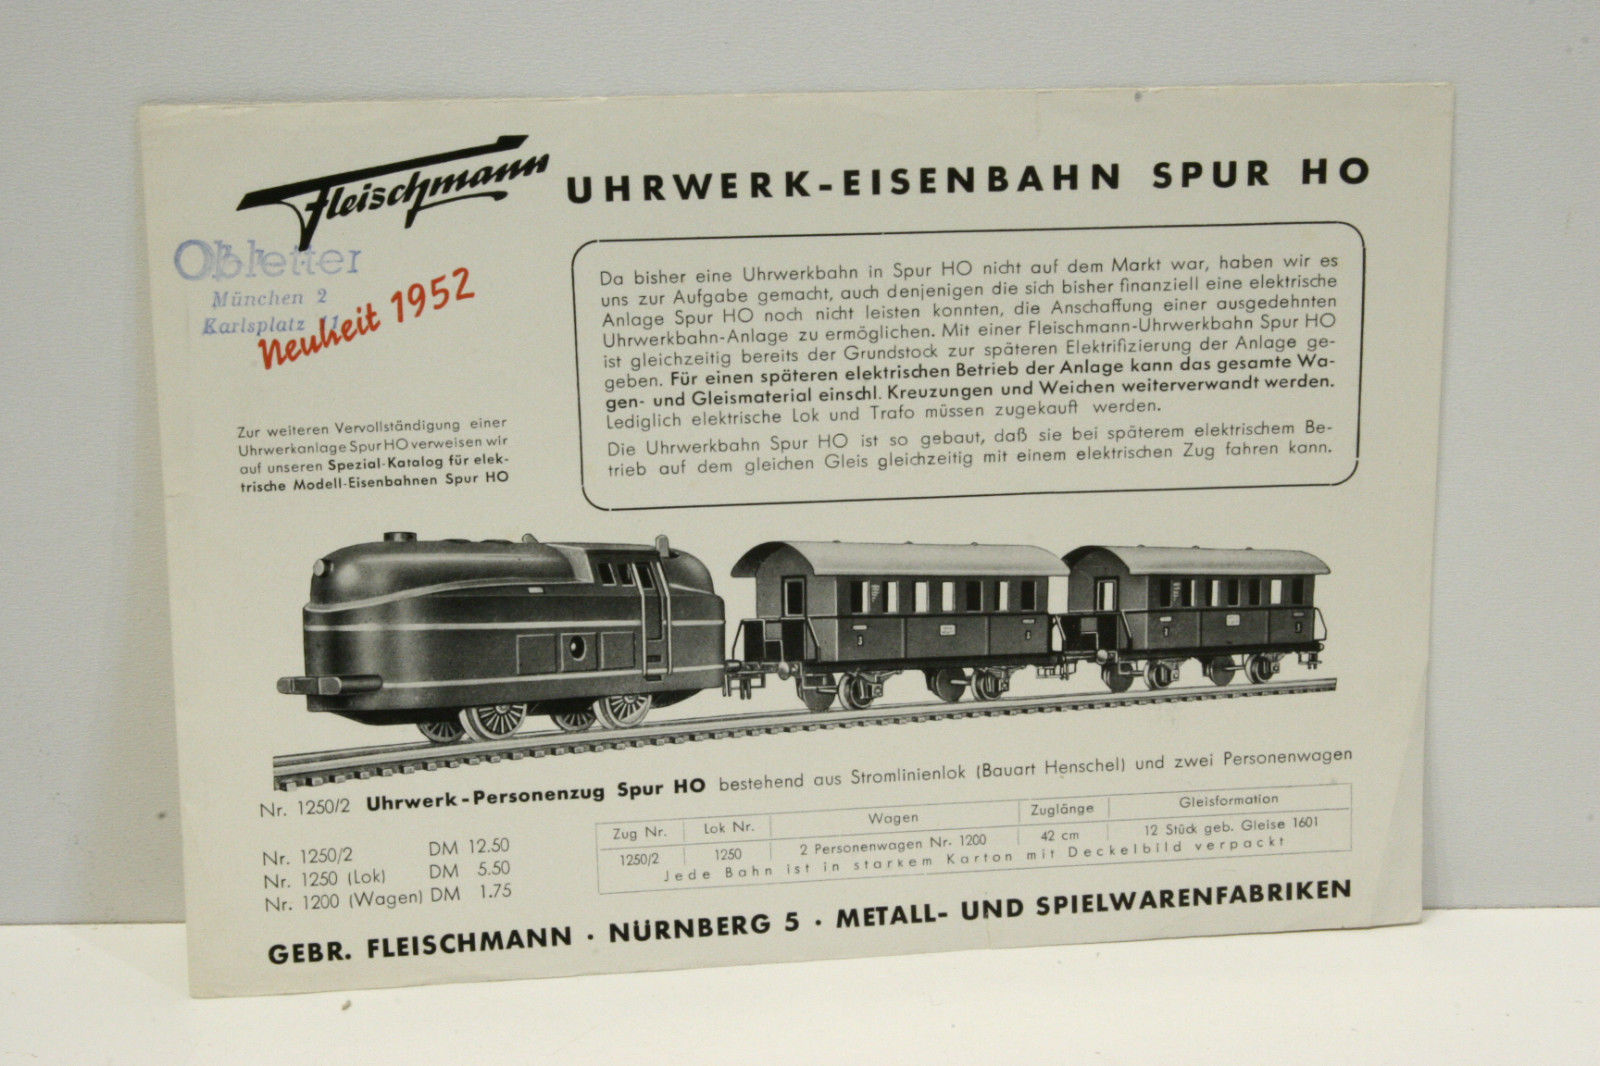 Fleischmann
UHRWERK-EISENBAHN SPUR HO
Obletter
München 2
Karlsplatz 11
Neuheit 1952
Da bisher eine Uhrwerkbahn in Spur HO nicht auf dem Markt war, haben wir es
uns zur Aufgabe gemacht, auch denjenigen die sich bisher finanziell eine elektrische
Anlage Spur HO noch nicht leisten konnten, die Anschaffung einer ausgedehnten
Uhrwerkbahn-Anlage zu ermöglichen. Mit einer Fleischmann-Uhrwerkbahn Spur HO
ist gleichzeitig bereits der Grundstock zur späteren Elektrifizierung der Anlage ge-
geben. Für einen späteren elektrischen Betrieb der Anlage kann das gesamte Wa-
gen- und Gleismaterial einschl. Kreuzungen und Weichen weiterverwandt werden.
Lediglich elektrische Lok und Trafo müssen zugekauft werden.
Die Uhrwerkbahn Spur HO ist so gebaut, daß sie bei späterem elektrischem Be-
trieb auf dem gleichen Gleis gleichzeitig mit einem elektrischen Zug fahren kann.
Zur weiteren Vervollständigung einer
Uhrwerkanlage Spur HO verweisen wir
auf unseren Spezial-Katalog für elek-
trische Modell-Eisenbahnen Spur HO
Nr. 1250/2 Uhrwerk-Personenzug Spur HO bestehend aus Stromlinienlok (Bauart Henschel) und zwei Personenwagen
Nr. 1250/2 DM 12.50
Nr. 1250 (Lok) DM 5.50
Nr. 1200 (Wagen) DM 1.75
Zug Nr. Lok Nr. Wagen Zuglänge Gleisformation
1250/2 1250 2 Personenwagen Nr. 1200 42 cm 12 Stück geb. Gleise 1601
Jede Bahn ist in starkem Karton mit Deckelbild verpackt
GEBR. FLEISCHMANN · NÜRNBERG 5 · METALL- UND SPIELWARENFABRIKEN